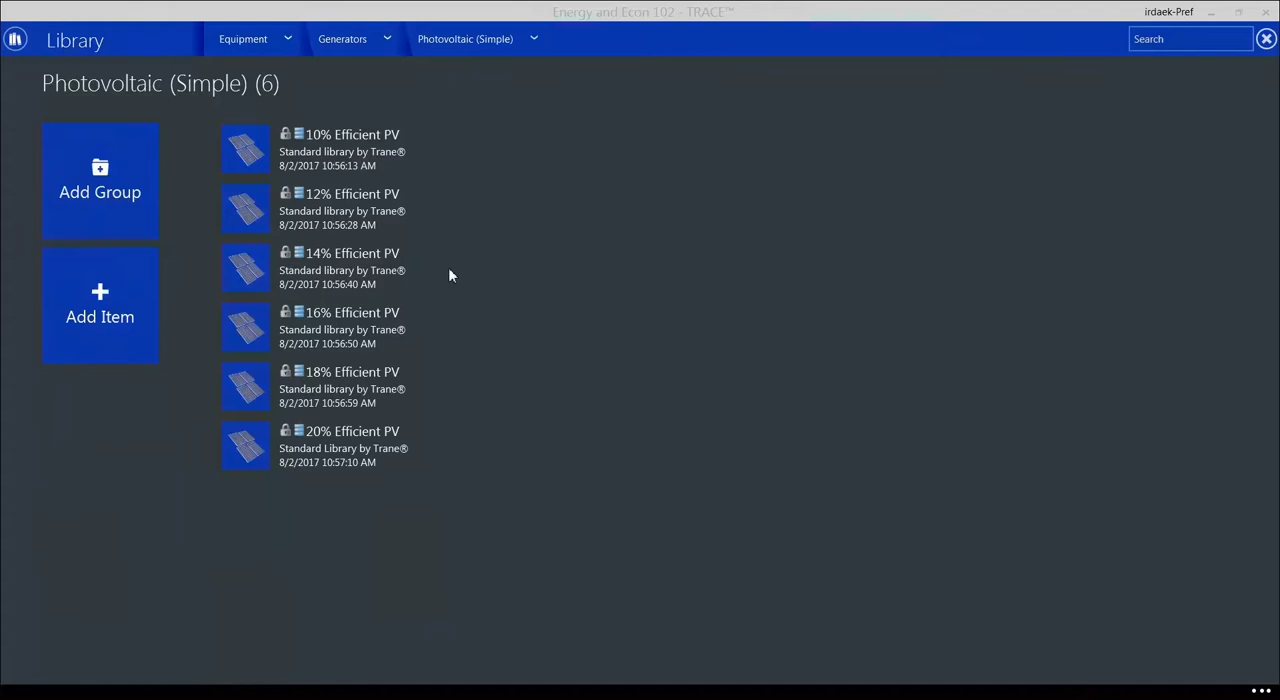 Energy and Econ 102 - TRACE™
irdaek-Pref
Library
Equipment
Generators
Photovoltaic (Simple)
Search
Photovoltaic (Simple) (6)
Add Group
Add Item
10% Efficient PV
Standard library by Trane®
8/2/2017 10:56:13 AM
12% Efficient PV
Standard library by Trane®
8/2/2017 10:56:28 AM
14% Efficient PV
Standard library by Trane®
8/2/2017 10:56:40 AM
16% Efficient PV
Standard library by Trane®
8/2/2017 10:56:50 AM
18% Efficient PV
Standard library by Trane®
8/2/2017 10:56:59 AM
20% Efficient PV
Standard Library by Trane®
8/2/2017 10:57:10 AM